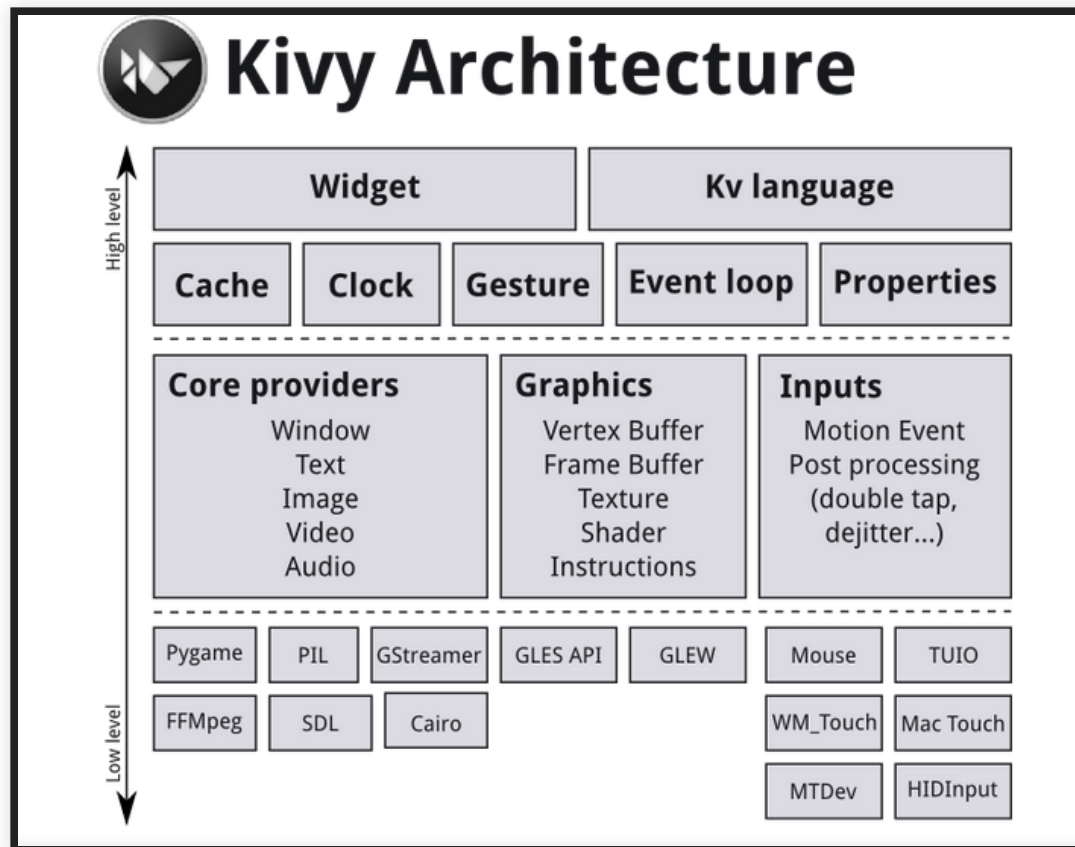 Kivy Architecture
High level
Widget
Kv language
Cache
Clock
Gesture
Event loop
Properties
Core providers
Window
Text
Image
Video
Audio
Graphics
Vertex Buffer
Frame Buffer
Texture
Shader
Instructions
Inputs
Motion Event
Post processing
(double tap,
dejitter...)
Low level
Pygame
PIL
GStreamer
GLES API
GLEW
Mouse
TUIO
FFMpeg
SDL
Cairo
WM_Touch
Mac Touch
MTDev
HIDInput